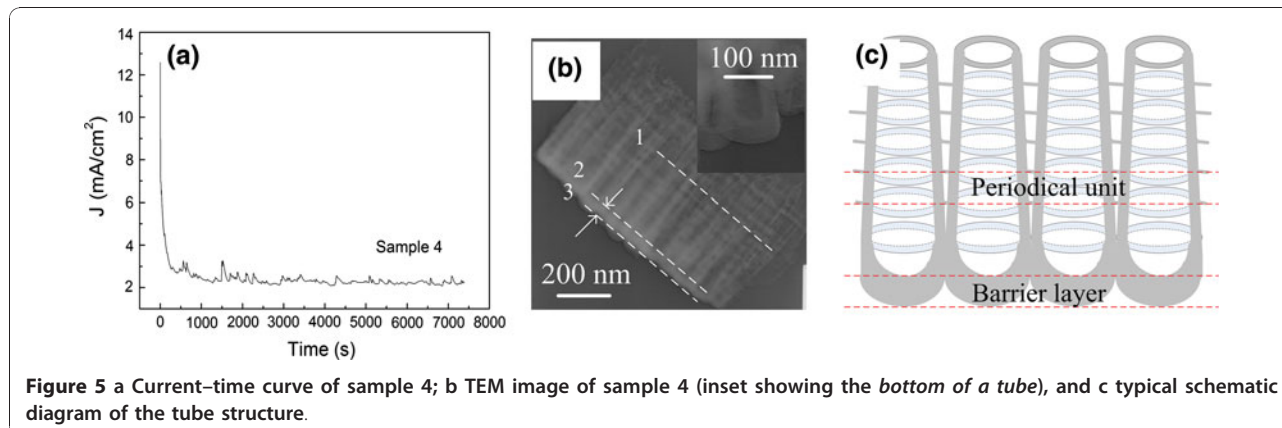 (a)
J (mA/cm²)
14
12
10
8
6
4
2
Sample 4
0 1000 2000 3000 4000 5000 6000 7000 8000
Time (s)
(b)
100 nm
1
2
3
200 nm
(c)
Periodical unit
Barrier layer
Figure 5 a Current–time curve of sample 4; b TEM image of sample 4 (inset showing the bottom of a tube), and c typical schematic
diagram of the tube structure.